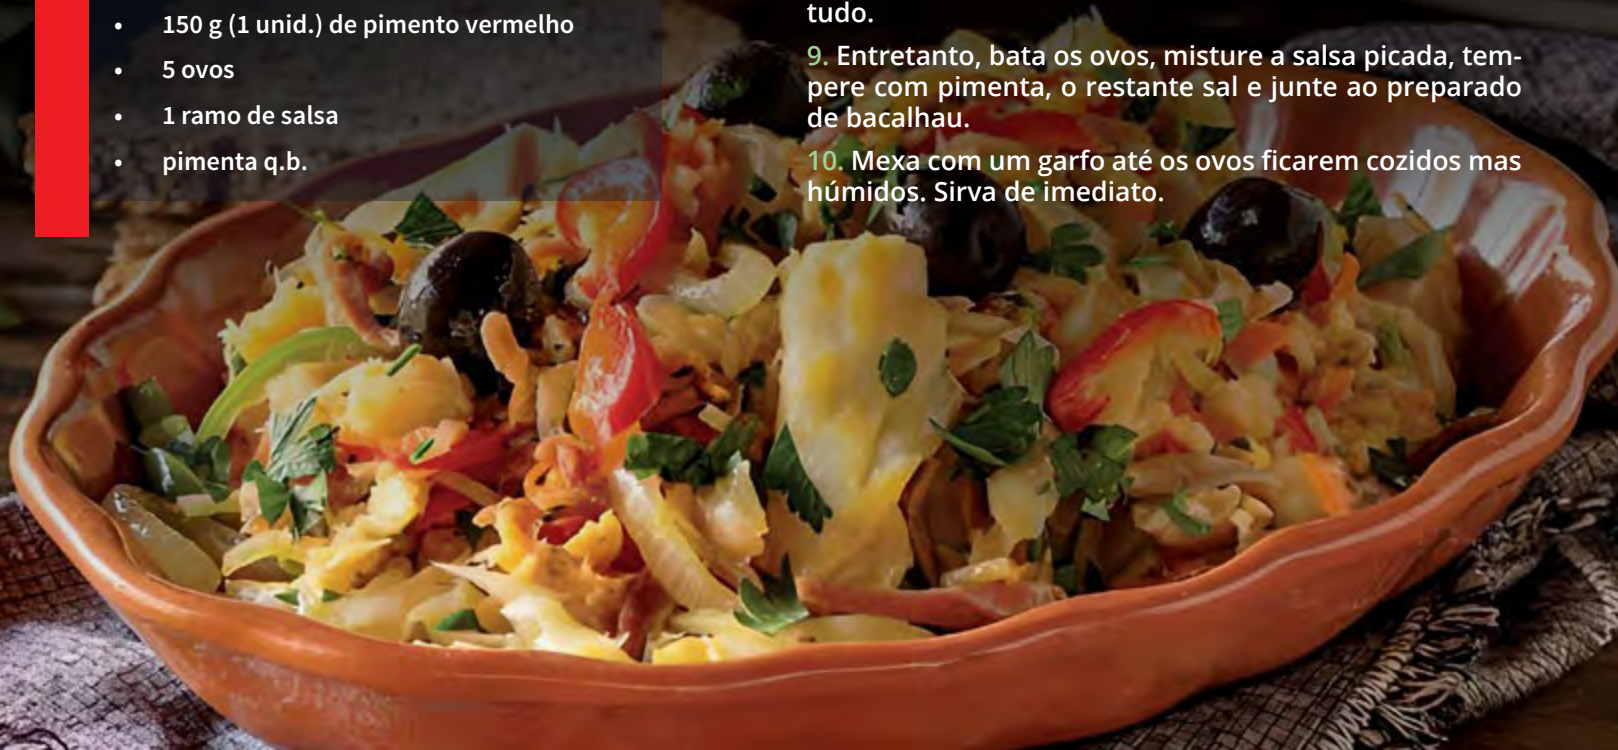 • 150 g (1 unid.) de pimento vermelho
• 5 ovos
• 1 ramo de salsa
• pimenta q.b.
tudo.
9. Entretanto, bata os ovos, misture a salsa picada, tem-
pere com pimenta, o restante sal e junte ao preparado
de bacalhau.
10. Mexa com um garfo até os ovos ficarem cozidos mas
húmidos. Sirva de imediato.